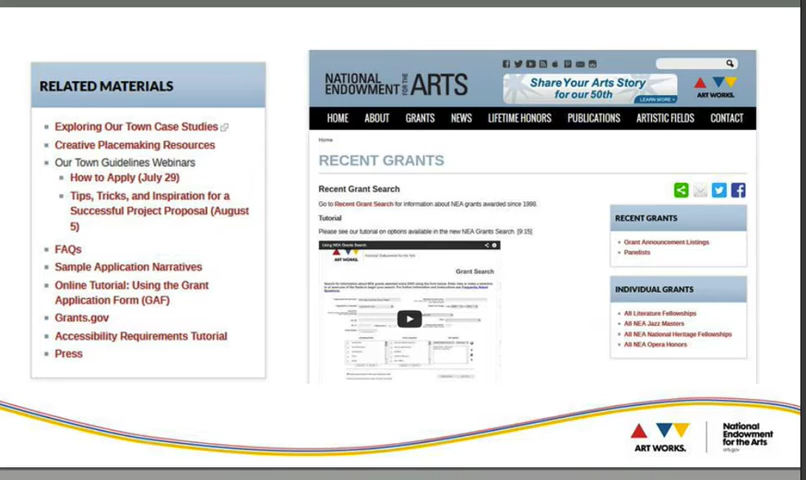 RELATED MATERIALS
Exploring Our Town Case Studies
Creative Placemaking Resources
Our Town Guidelines Webinars
How to Apply (July 29)
Tips, Tricks, and Inspiration for a
Successful Project Proposal (August
5)
FAQs
Sample Application Narratives
Online Tutorial: Using the Grant
Application Form (GAF)
Grants.gov
Accessibility Requirements Tutorial
Press
NATIONAL
ENDOWMENT FOR THE ARTS
Share Your Arts Story
for our 50th
LEARN MORE
ART WORKS.
HOME ABOUT GRANTS NEWS LIFETIME HONORS PUBLICATIONS ARTISTIC FIELDS CONTACT
Home
RECENT GRANTS
Recent Grant Search
Go to Recent Grant Search for information about NEA grants awarded since 1998.
Tutorial
Please see our tutorial on options available in the new NEA Grants Search. [9:15]
Using NEA Grants Search
ART WORKS.
Grant Search
RECENT GRANTS
Grant Announcement Listings
Panelists
INDIVIDUAL GRANTS
All Literature Fellowships
All NEA Jazz Masters
All NEA National Heritage Fellowships
All NEA Opera Honors
ART WORKS.
National
Endowment
for the Arts
arts.gov